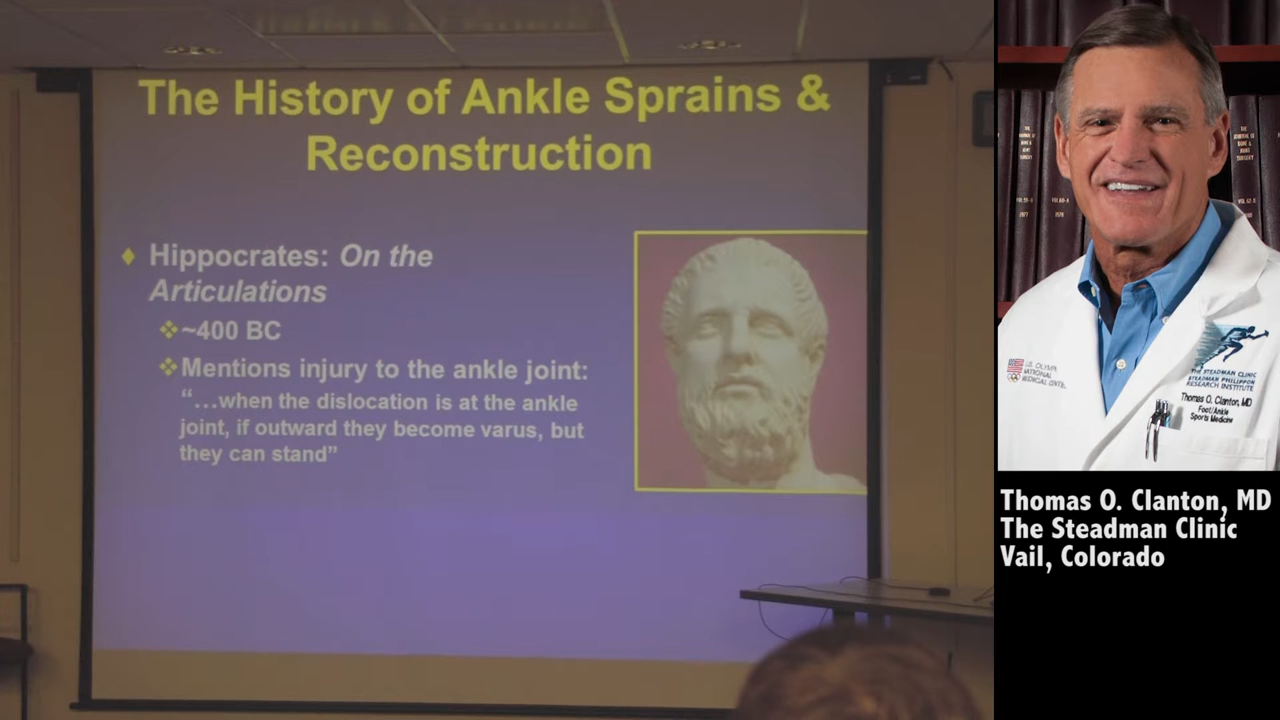 The History of Ankle Sprains &
Reconstruction
Hippocrates: On the
Articulations
~400 BC
Mentions injury to the ankle joint:
“…when the dislocation is at the ankle
joint, if outward they become varus, but
they can stand”
THE STEADMAN CLINIC
STEADMAN PHILIPPON
RESEARCH INSTITUTE
Thomas O. Clanton, MD
Foot/Ankle
Sports Medicine
Thomas O. Clanton, MD
The Steadman Clinic
Vail, Colorado